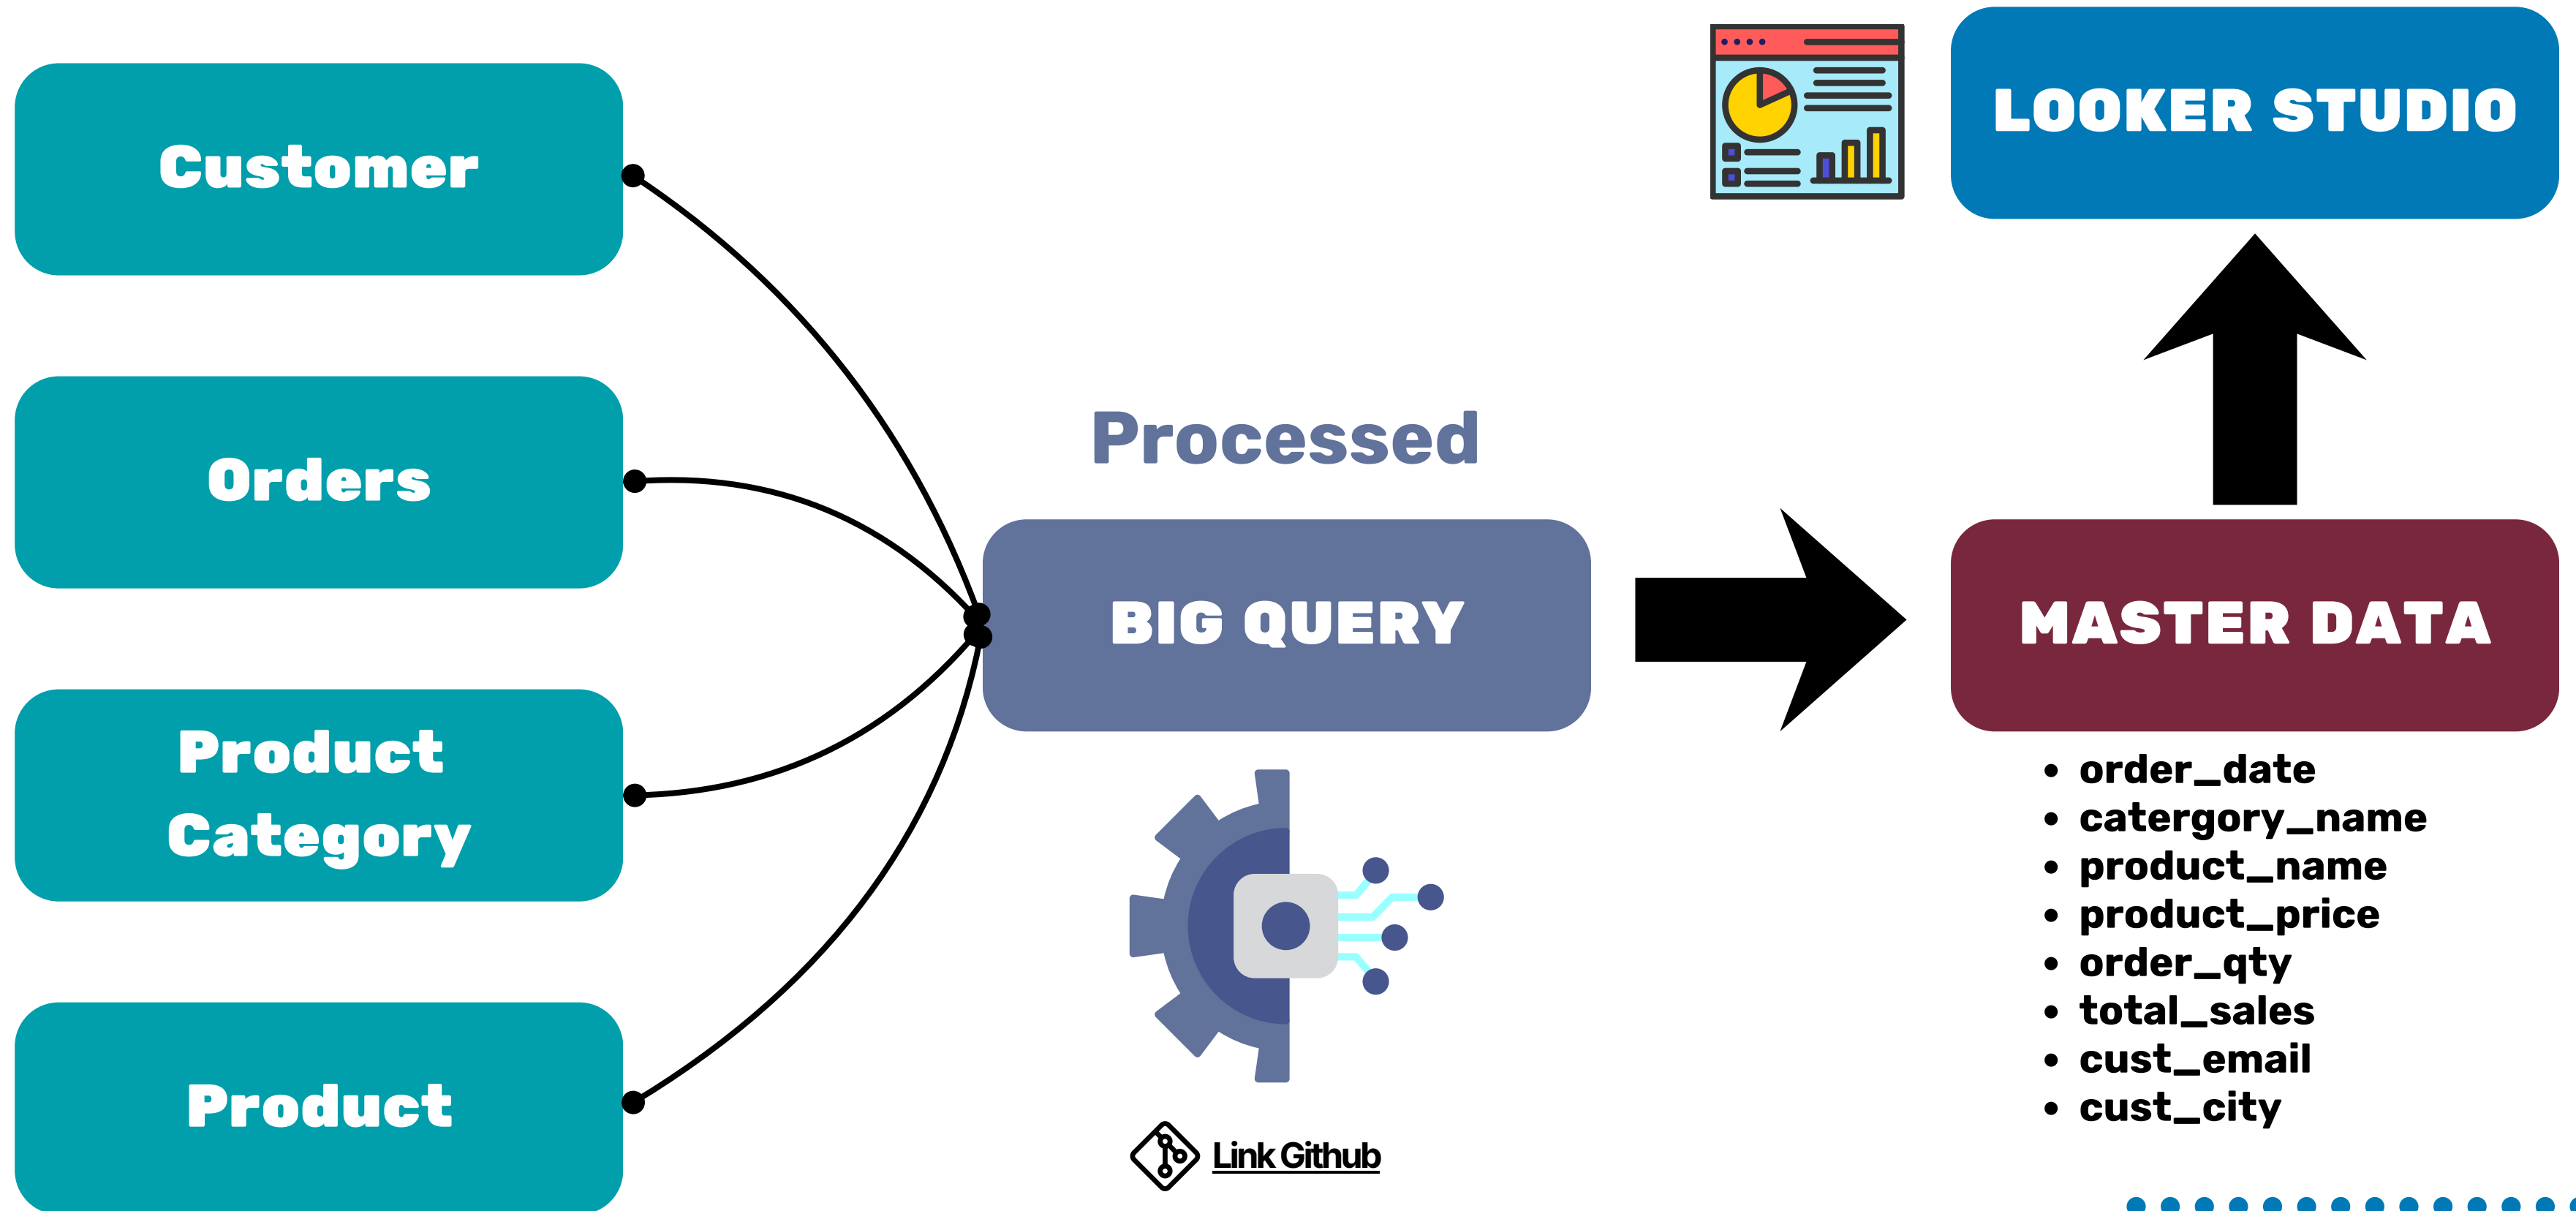 Customer
Orders
Product
Category
Product
Processed
BIG QUERY
Link Github
LOOKER STUDIO
MASTER DATA
• order_date
• catergory_name
• product_name
• product_price
• order_qty
• total_sales
• cust_email
• cust_city